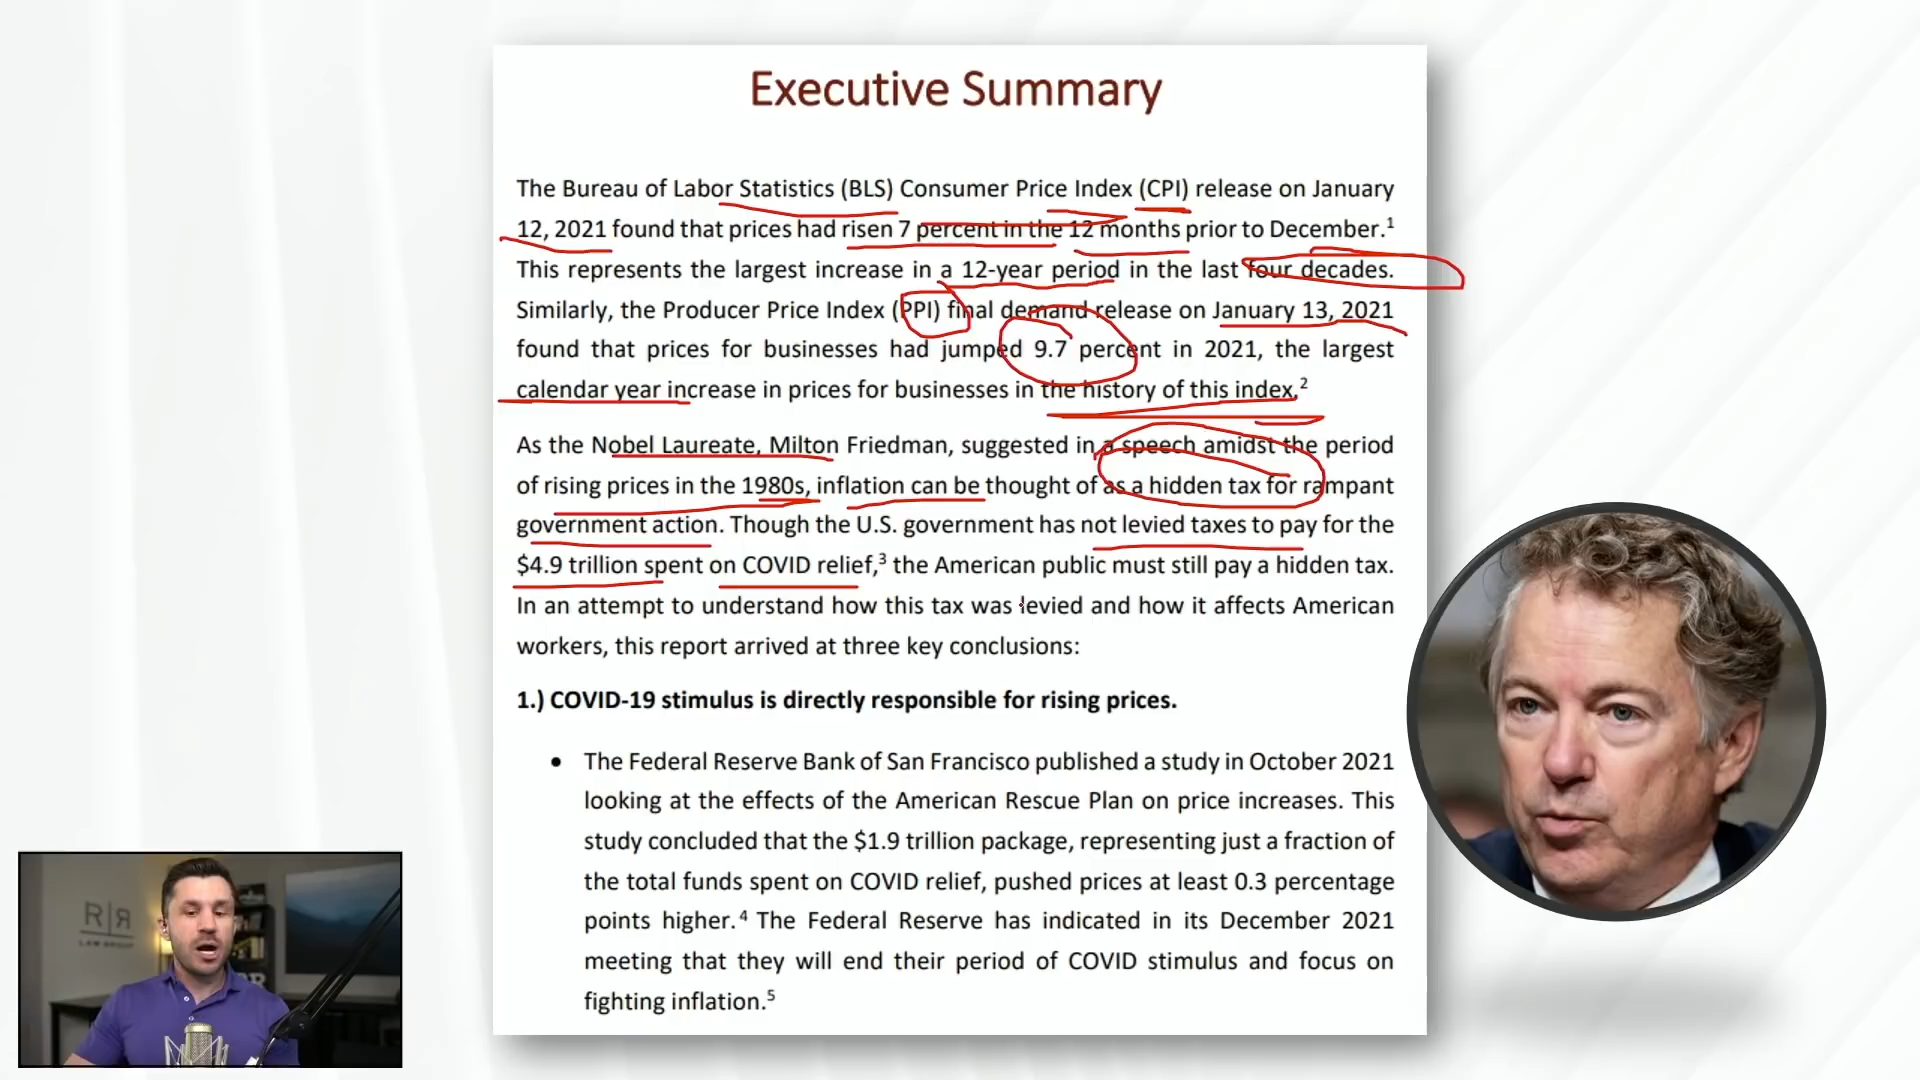 Executive Summary
The Bureau of Labor Statistics (BLS) Consumer Price Index (CPI) release on January
12, 2021 found that prices had risen 7 percent in the 12 months prior to December.¹
This represents the largest increase in a 12-year period in the last four decades.
Similarly, the Producer Price Index (PPI) final demand release on January 13, 2021
found that prices for businesses had jumped 9.7 percent in 2021, the largest
calendar year increase in prices for businesses in the history of this index.²
As the Nobel Laureate, Milton Friedman, suggested in a speech amidst the period
of rising prices in the 1980s, inflation can be thought of as a hidden tax for rampant
government action. Though the U.S. government has not levied taxes to pay for the
$4.9 trillion spent on COVID relief,³ the American public must still pay a hidden tax.
In an attempt to understand how this tax was levied and how it affects American
workers, this report arrived at three key conclusions:
1.) COVID-19 stimulus is directly responsible for rising prices.
• The Federal Reserve Bank of San Francisco published a study in October 2021
looking at the effects of the American Rescue Plan on price increases. This
study concluded that the $1.9 trillion package, representing just a fraction of
the total funds spent on COVID relief, pushed prices at least 0.3 percentage
points higher.⁴ The Federal Reserve has indicated in its December 2021
meeting that they will end their period of COVID stimulus and focus on
fighting inflation.⁵
R|R
LAW GROUP